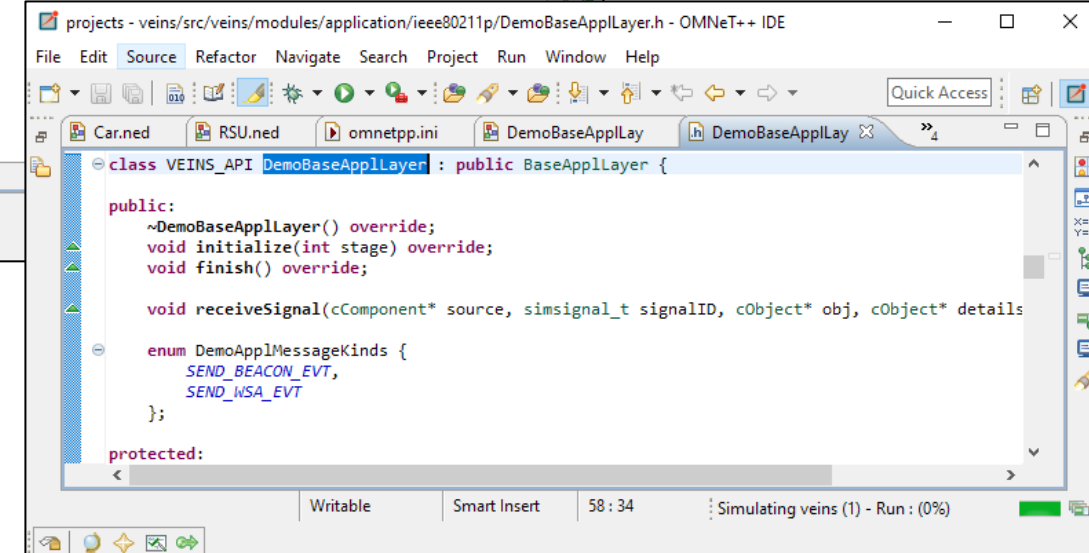 projects - veins/src/veins/modules/application/ieee80211p/DemoBaseApplLayer.h - OMNeT++ IDE
File Edit Source Refactor Navigate Search Project Run Window Help
Quick Access
Car.ned RSU.ned omnetpp.ini DemoBaseApplLay DemoBaseApplLay »4
class VEINS_API DemoBaseApplLayer : public BaseApplLayer {
public:
~DemoBaseApplLayer() override;
void initialize(int stage) override;
void finish() override;
void receiveSignal(cComponent* source, simsignal_t signalID, cObject* obj, cObject* details
enum DemoApplMessageKinds {
SEND_BEACON_EVT,
SEND_WSA_EVT
};
protected:
Writable Smart Insert 58 : 34 Simulating veins (1) - Run : (0%)